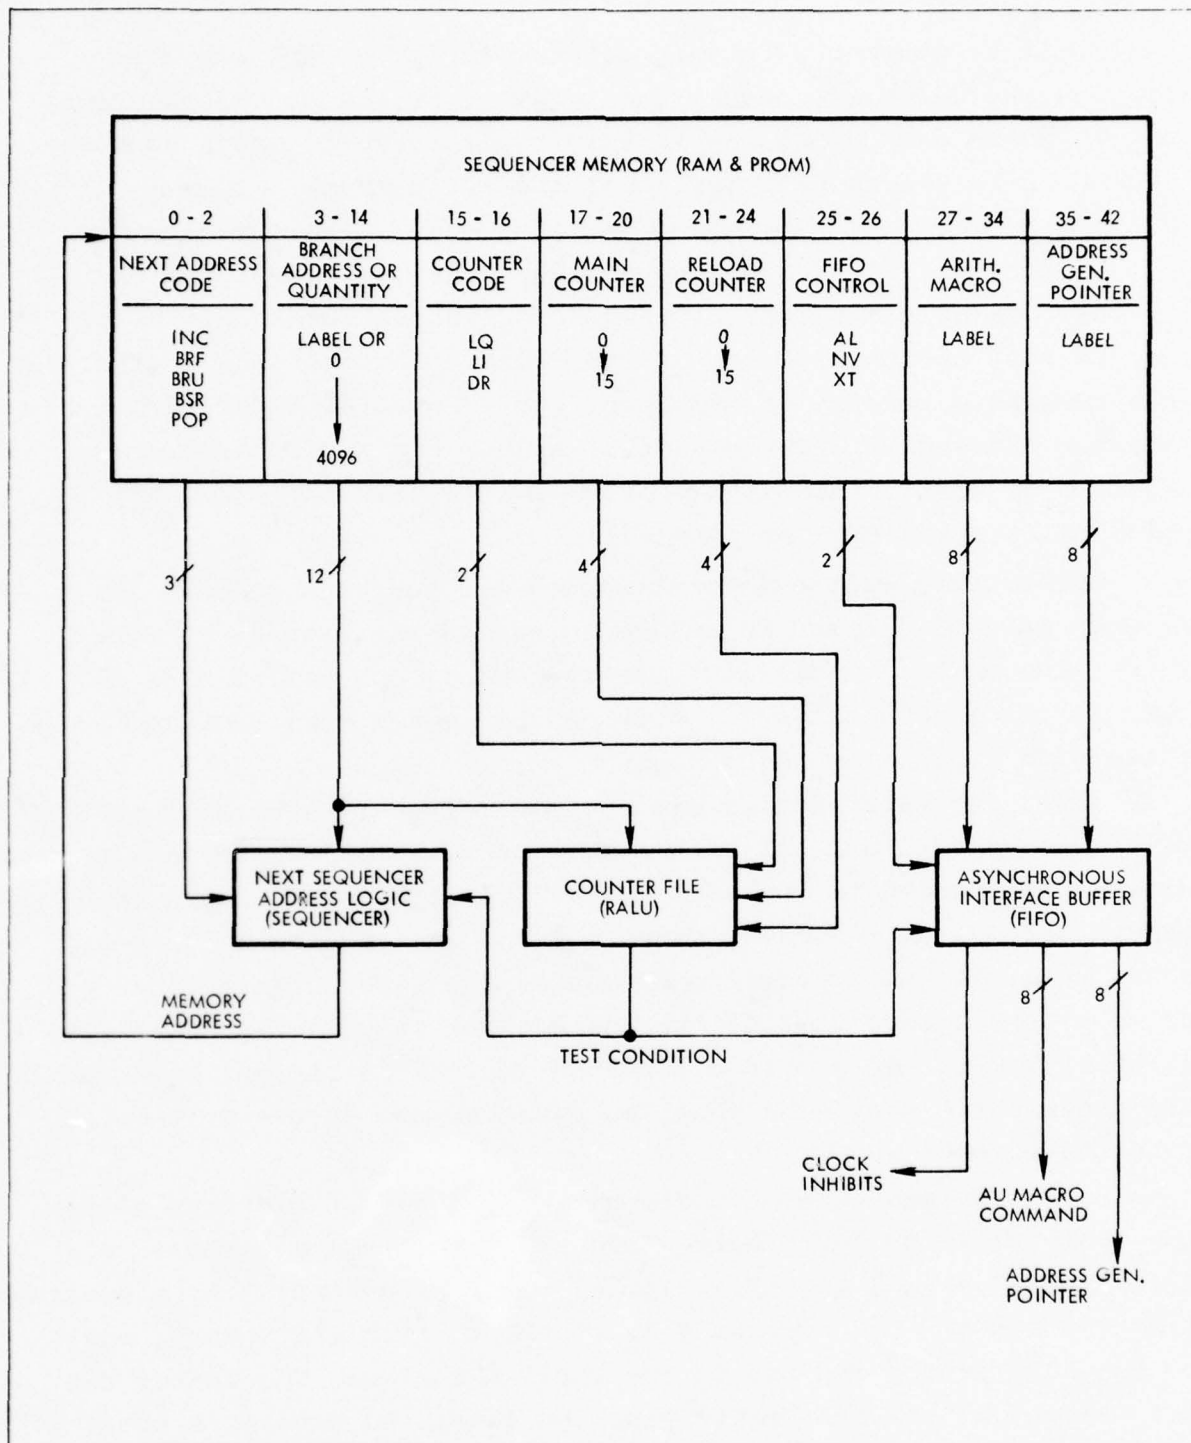 SEQUENCER MEMORY (RAM & PROM)
0 - 2
3 - 14
15 - 16
17 - 20
21 - 24
25 - 26
27 - 34
35 - 42
NEXT ADDRESS
CODE
BRANCH
ADDRESS OR
QUANTITY
COUNTER
CODE
MAIN
COUNTER
RELOAD
COUNTER
FIFO
CONTROL
ARITH.
MACRO
ADDRESS
GEN.
POINTER
INC
BRF
BRU
BSR
POP
LABEL OR
0
4096
LQ
LI
DR
0
15
0
15
AL
NV
XT
LABEL
LABEL
3
12
2
4
4
2
8
8
NEXT SEQUENCER
ADDRESS LOGIC
(SEQUENCER)
COUNTER FILE
(RALU)
ASYNCHRONOUS
INTERFACE BUFFER
(FIFO)
MEMORY
ADDRESS
TEST CONDITION
8
8
CLOCK
INHIBITS
AU MACRO
COMMAND
ADDRESS GEN.
POINTER